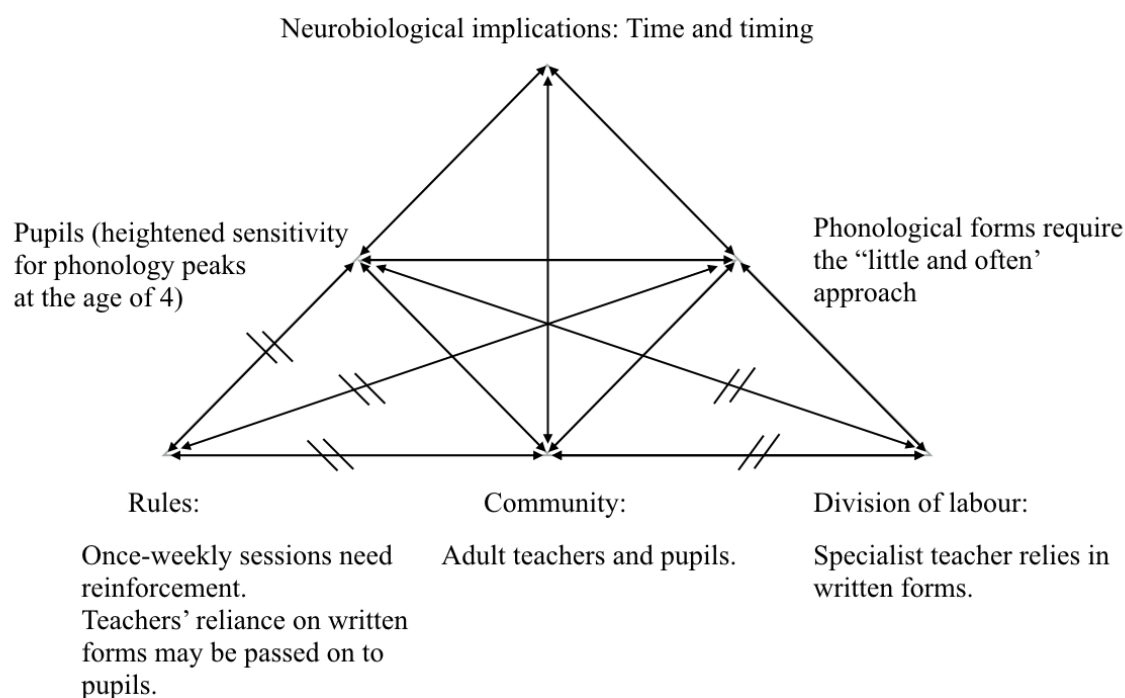 Neurobiological implications: Time and timing
Pupils (heightened sensitivity
for phonology peaks
at the age of 4)
Phonological forms require
the “little and often’
approach
Rules:
Once-weekly sessions need
reinforcement.
Teachers’ reliance on written
forms may be passed on to
pupils.
Community:
Adult teachers and pupils.
Division of labour:
Specialist teacher relies in
written forms.